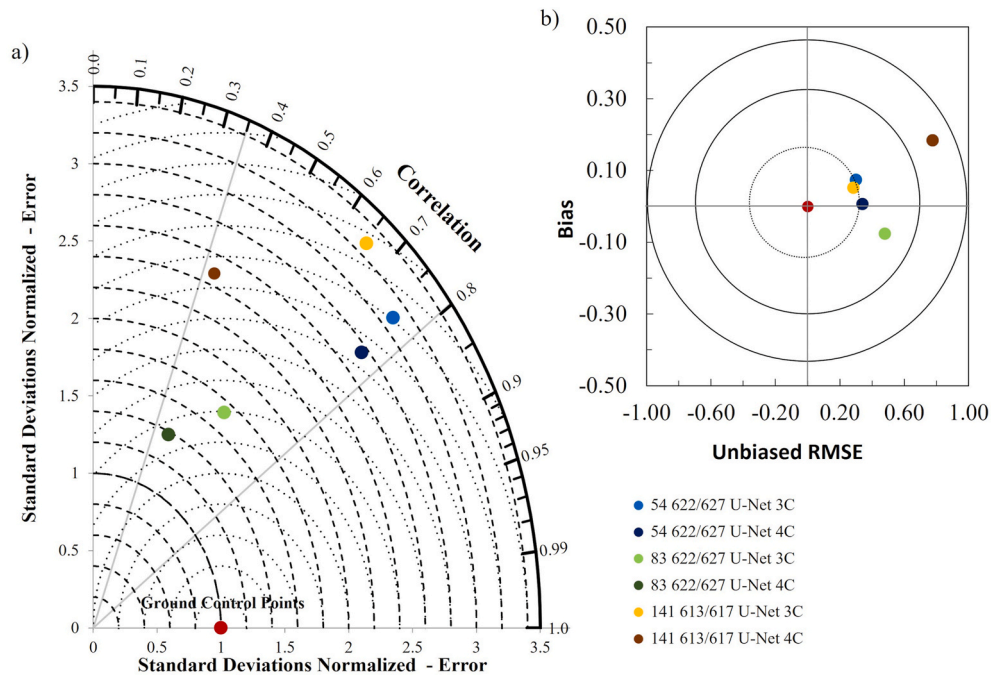 a)
0.0
0.1
0.2
0.3
0.4
0.5
0.6
0.7
0.8
0.9
0.95
0.99
1.0
Correlation
3.5
3
2.5
2
1.5
1
0.5
0
Standard Deviations Normalized - Error
Ground Control Points
0 0.5 1 1.5 2.0 2.5 3.0 3.5
Standard Deviations Normalized - Error
b)
0.50
0.30
0.10
-0.10
-0.30
-0.50
Bias
-1.00 -0.60 -0.20 0.20 0.60 1.00
Unbiased RMSE
54 622/627 U-Net 3C
54 622/627 U-Net 4C
83 622/627 U-Net 3C
83 622/627 U-Net 4C
141 613/617 U-Net 3C
141 613/617 U-Net 4C